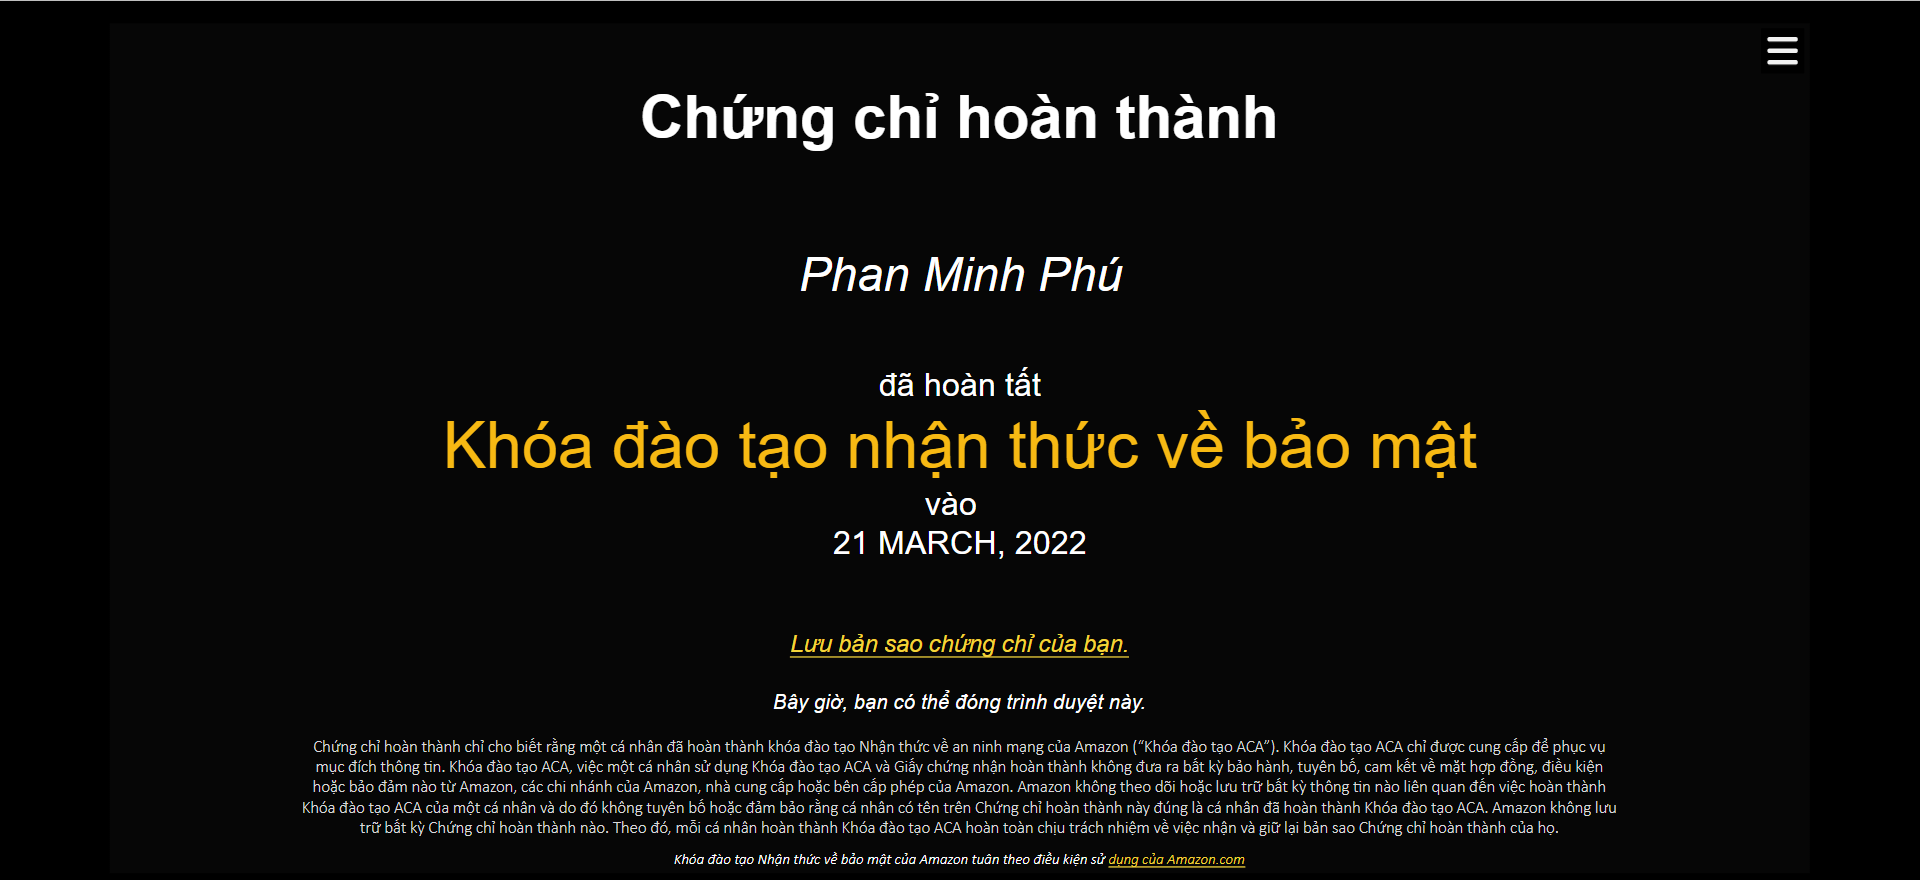 Chứng chỉ hoàn thành
Phan Minh Phú
đã hoàn tất
Khóa đào tạo nhận thức về bảo mật
vào
21 MARCH, 2022
Lưu bản sao chứng chỉ của bạn.
Bây giờ, bạn có thể đóng trình duyệt này.
Chứng chỉ hoàn thành chỉ cho biết rằng một cá nhân đã hoàn thành khóa đào tạo Nhận thức về an ninh mạng của Amazon (“Khóa đào tạo ACA”). Khóa đào tạo ACA chỉ được cung cấp để phục vụ
mục đích thông tin. Khóa đào tạo ACA, việc một cá nhân sử dụng Khóa đào tạo ACA và Giấy chứng nhận hoàn thành không đưa ra bất kỳ bảo hành, tuyên bố, cam kết về mặt hợp đồng, điều kiện
hoặc bảo đảm nào từ Amazon, các chi nhánh của Amazon, nhà cung cấp hoặc bên cấp phép của Amazon. Amazon không theo dõi hoặc lưu trữ bất kỳ thông tin nào liên quan đến việc hoàn thành
Khóa đào tạo ACA của một cá nhân và do đó không tuyên bố hoặc đảm bảo rằng cá nhân có tên trên Chứng chỉ hoàn thành này đúng là cá nhân đã hoàn thành Khóa đào tạo ACA. Amazon không lưu
trữ bất kỳ Chứng chỉ hoàn thành nào. Theo đó, mỗi cá nhân hoàn thành Khóa đào tạo ACA hoàn toàn chịu trách nhiệm về việc nhận và giữ lại bản sao Chứng chỉ hoàn thành của họ.
Khóa đào tạo Nhận thức về bảo mật của Amazon tuân theo điều kiện sử dụng của Amazon.com